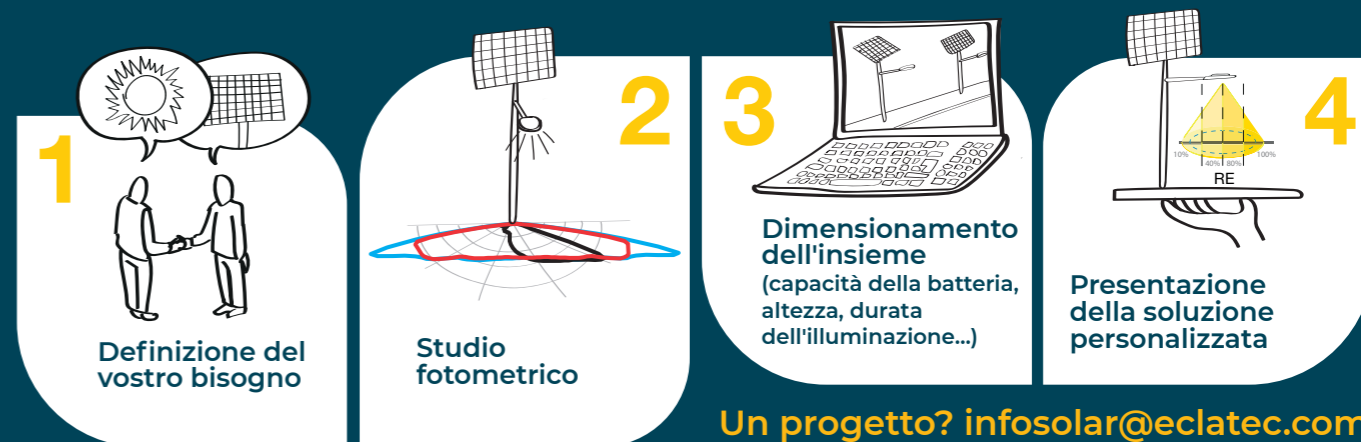 1
Definizione del
vostro bisogno
2
Studio
fotometrico
3
Dimensionamento
dell'insieme
(capacità della batteria,
altezza, durata
dell'illuminazione...)
4
10%
40%
80%
100%
RE
Presentazione
della soluzione
personalizzata
Un progetto? infosolar@eclatec.com